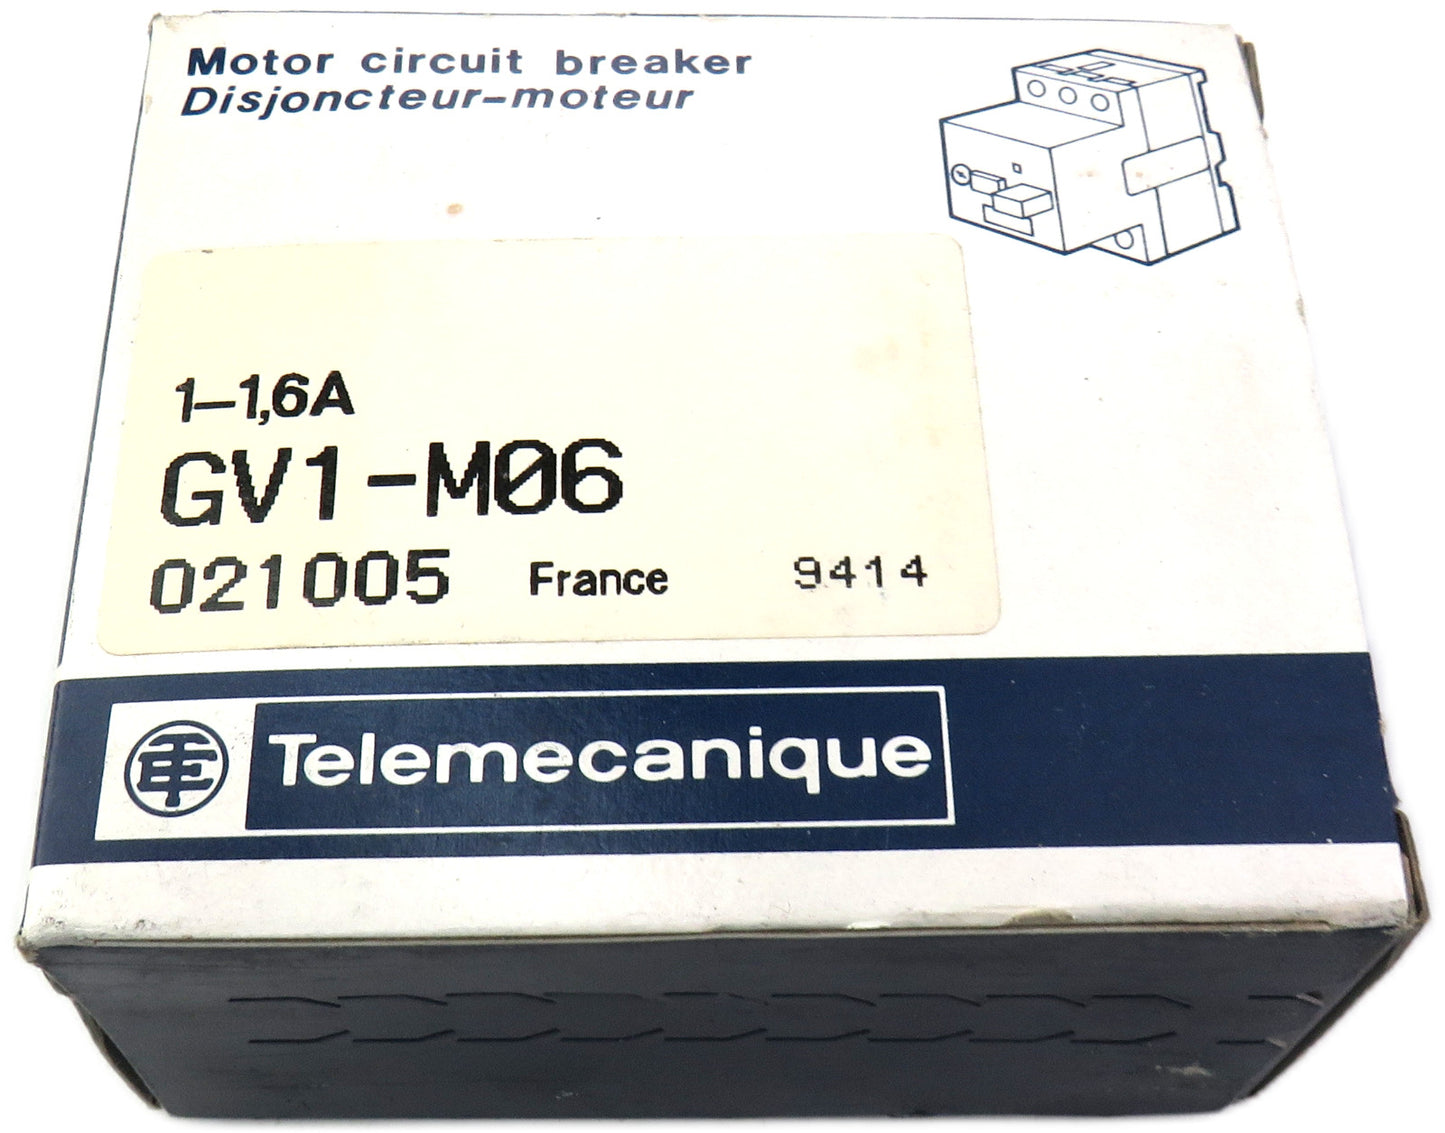 Motor circuit breaker
Disjoncteur-moteur
1-1,6A
GV1-M06
021005 France 9414
Telemecanique